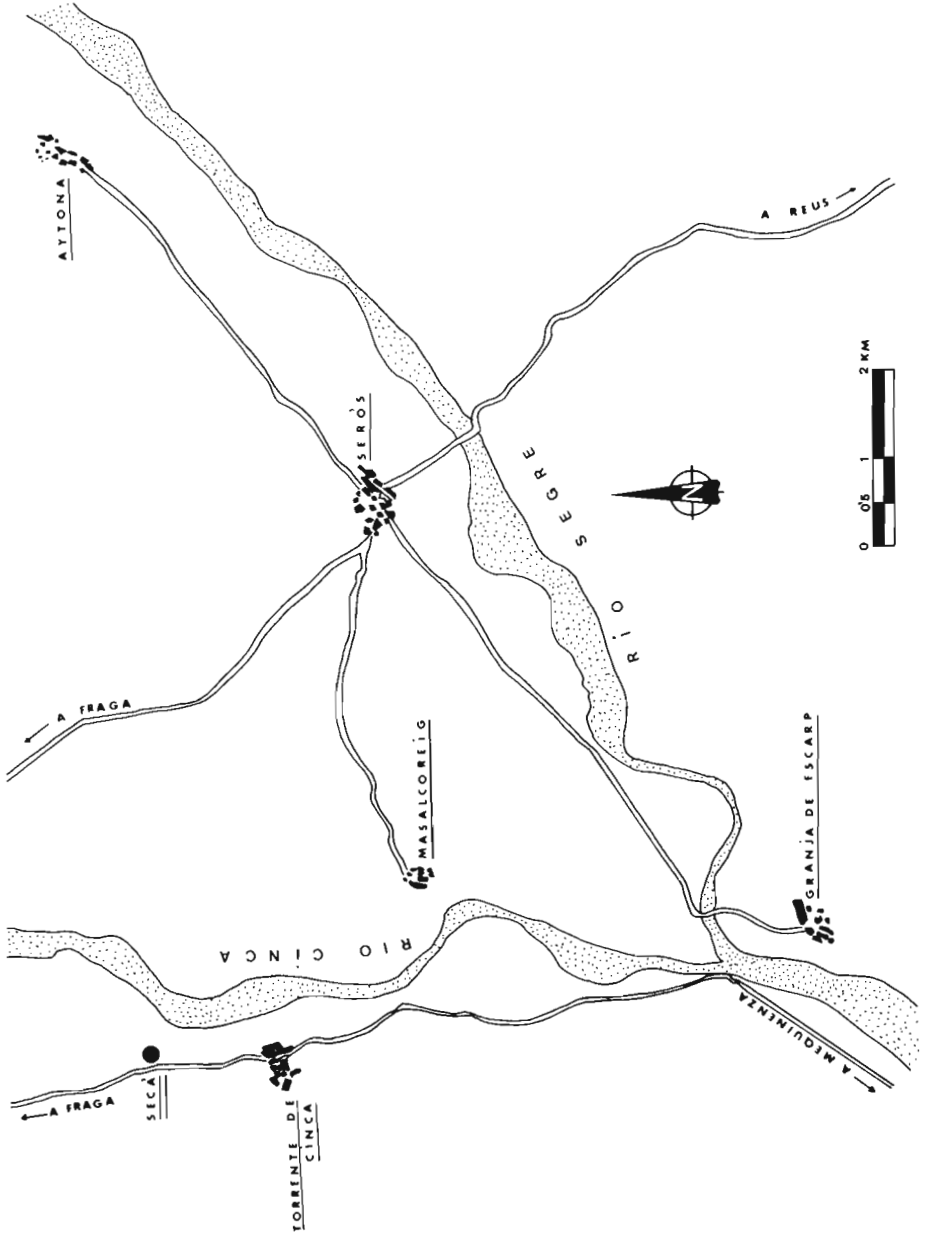 AYTONA
A REUS
SERÒS
2 KM
1
0'5
0
N
RÍO SEGRE
A FRAGA
MASALCOREIG
GRANJA DE ESCARP
RIO CINCA
A MEQUINENZA
A FRAGA
SECÀ
TORRENTE DE
CINCA